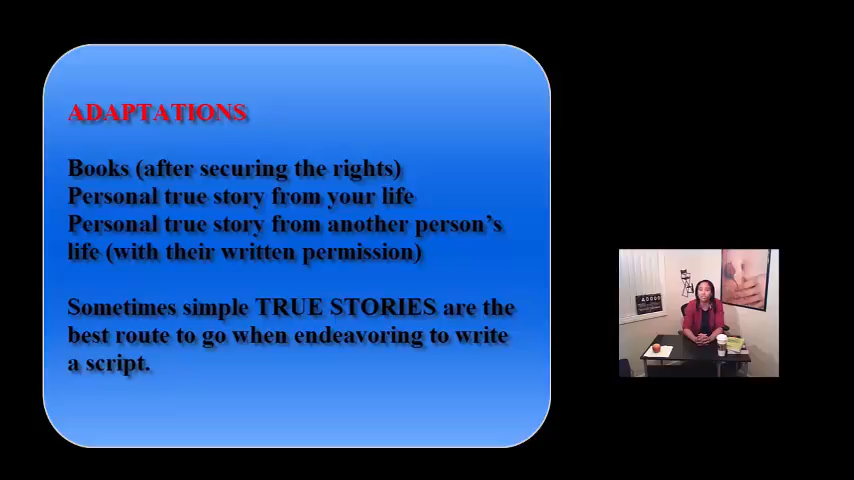 ADAPTATIONS
Books (after securing the rights)
Personal true story from your life
Personal true story from another person's
life (with their written permission)
Sometimes simple TRUE STORIES are the
best route to go when endeavoring to write
a script.